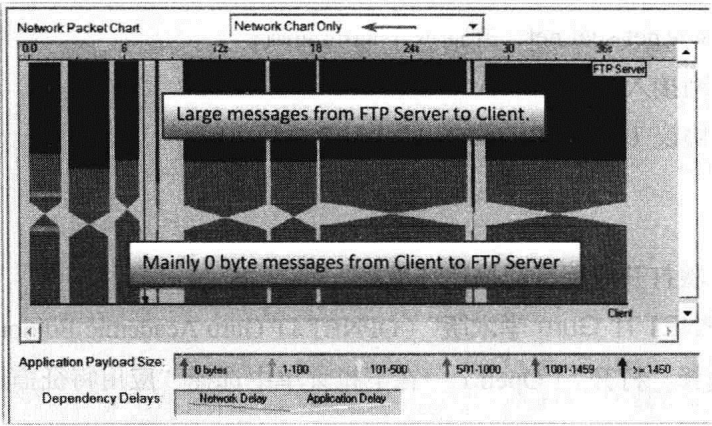 Network Packet Chart
Network Chart Only
0.0 6 12s 18 24s 30 36s
FTP Server
Large messages from FTP Server to Client.
Mainly 0 byte messages from Client to FTP Server
Client
Application Payload Size:
0 bytes 1-100 101-500 501-1000 1001-1459 >= 1460
Dependency Delays
Network Delay Application Delay